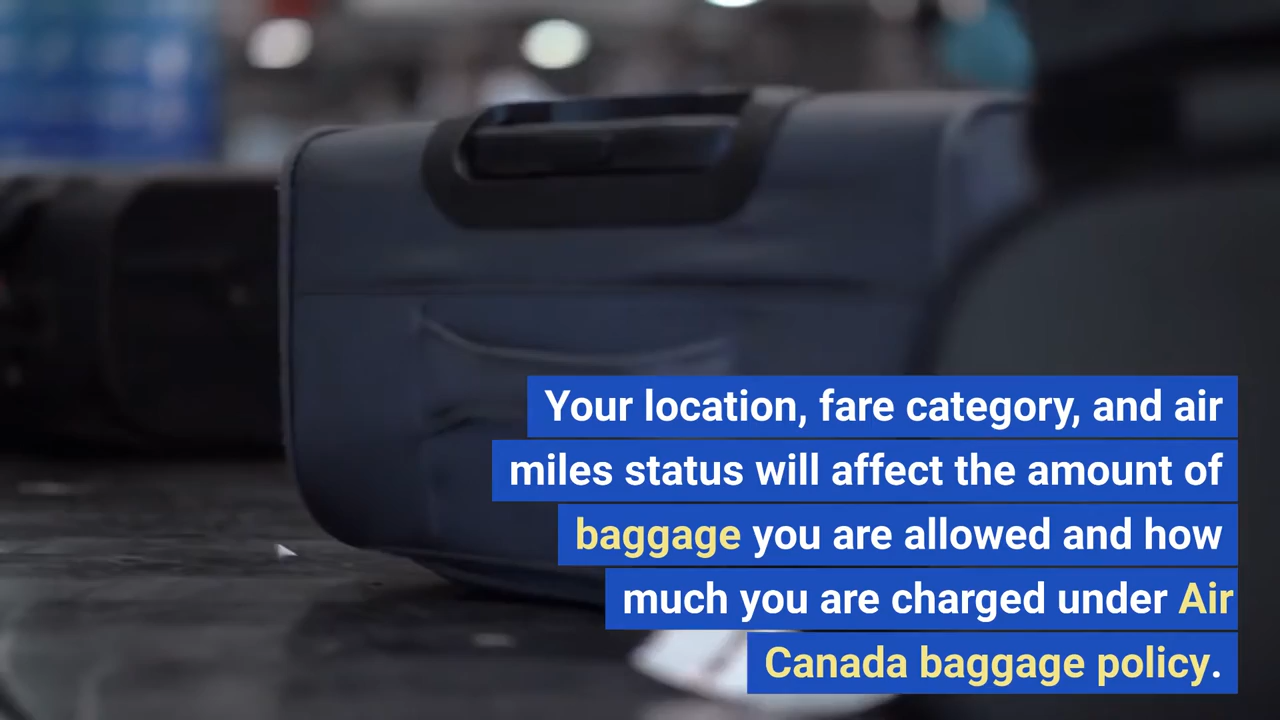 Your location, fare category, and air
miles status will affect the amount of
baggage you are allowed and how
much you are charged under Air
Canada baggage policy.